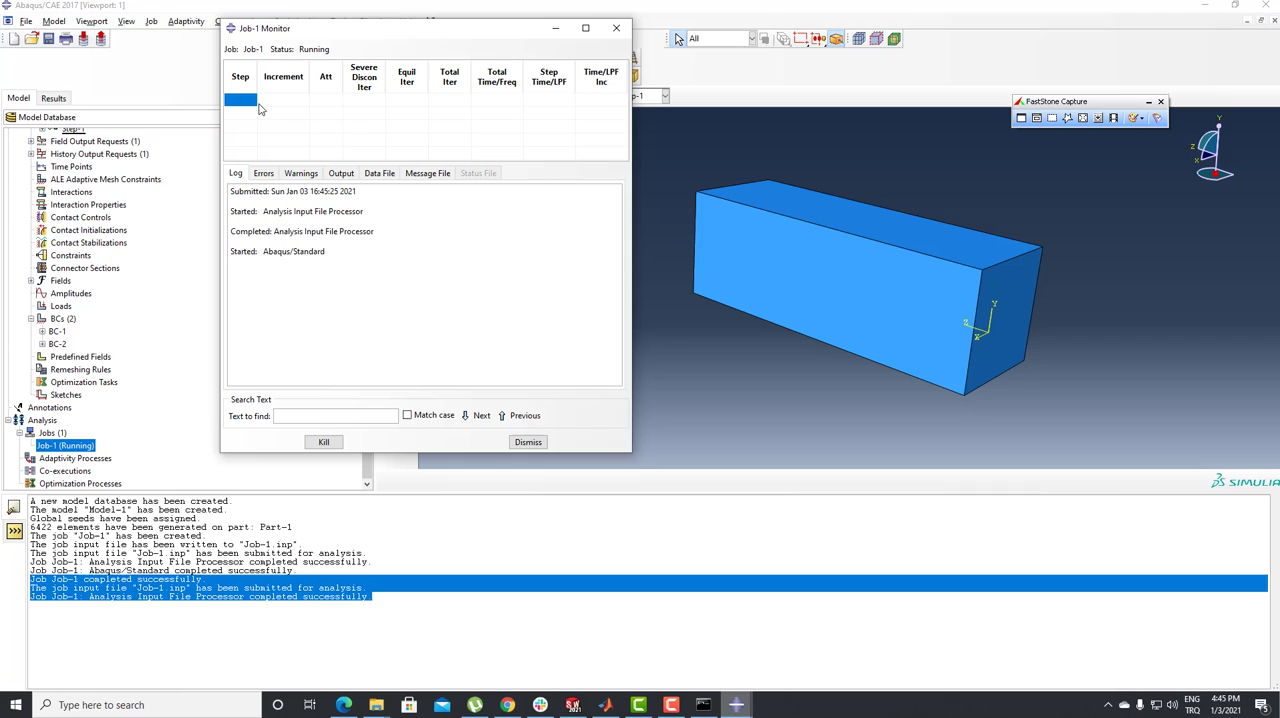 Abaqus/CAE 2017 [Viewport: 1]
File Model Viewport View Job Adaptivity
All
Job-1 Monitor
Job: Job-1 Status: Running
Step Increment Att Severe Discon Iter Equil Iter Total Iter Total Time/Freq Step Time/LPF Time/LPF Inc
Log Errors Warnings Output Data File Message File Status File
Submitted: Sun Jan 03 16:45:25 2021
Started: Analysis Input File Processor
Completed: Analysis Input File Processor
Started: Abaqus/Standard
Search Text
Text to find: Match case Next Previous
Kill Dismiss
Model Results
Model Database
Step-1
Field Output Requests (1)
History Output Requests (1)
Time Points
ALE Adaptive Mesh Constraints
Interactions
Interaction Properties
Contact Controls
Contact Initializations
Contact Stabilizations
Constraints
Connector Sections
Fields
Amplitudes
Loads
BCs (2)
BC-1
BC-2
Predefined Fields
Remeshing Rules
Optimization Tasks
Sketches
Annotations
Analysis
Jobs (1)
Job-1 (Running)
Adaptivity Processes
Co-executions
Optimization Processes
p-1
FastStone Capture
Y
Z
X
Y
X
SIMULIA
A new model database has been created.
The model "Model-1" has been created.
Global seeds have been assigned.
6422 elements have been generated on part: Part-1
The job "Job-1" has been created.
The job input file has been written to "Job-1.inp".
The job input file "Job-1.inp" has been submitted for analysis.
Job Job-1: Analysis Input File Processor completed successfully.
Job Job-1: Abaqus/Standard completed successfully.
Job Job-1 completed successfully.
The job input file "Job-1.inp" has been submitted for analysis.
Job Job-1: Analysis Input File Processor completed successfully.
Type here to search
ENG
TRQ
4:45 PM
1/3/2021